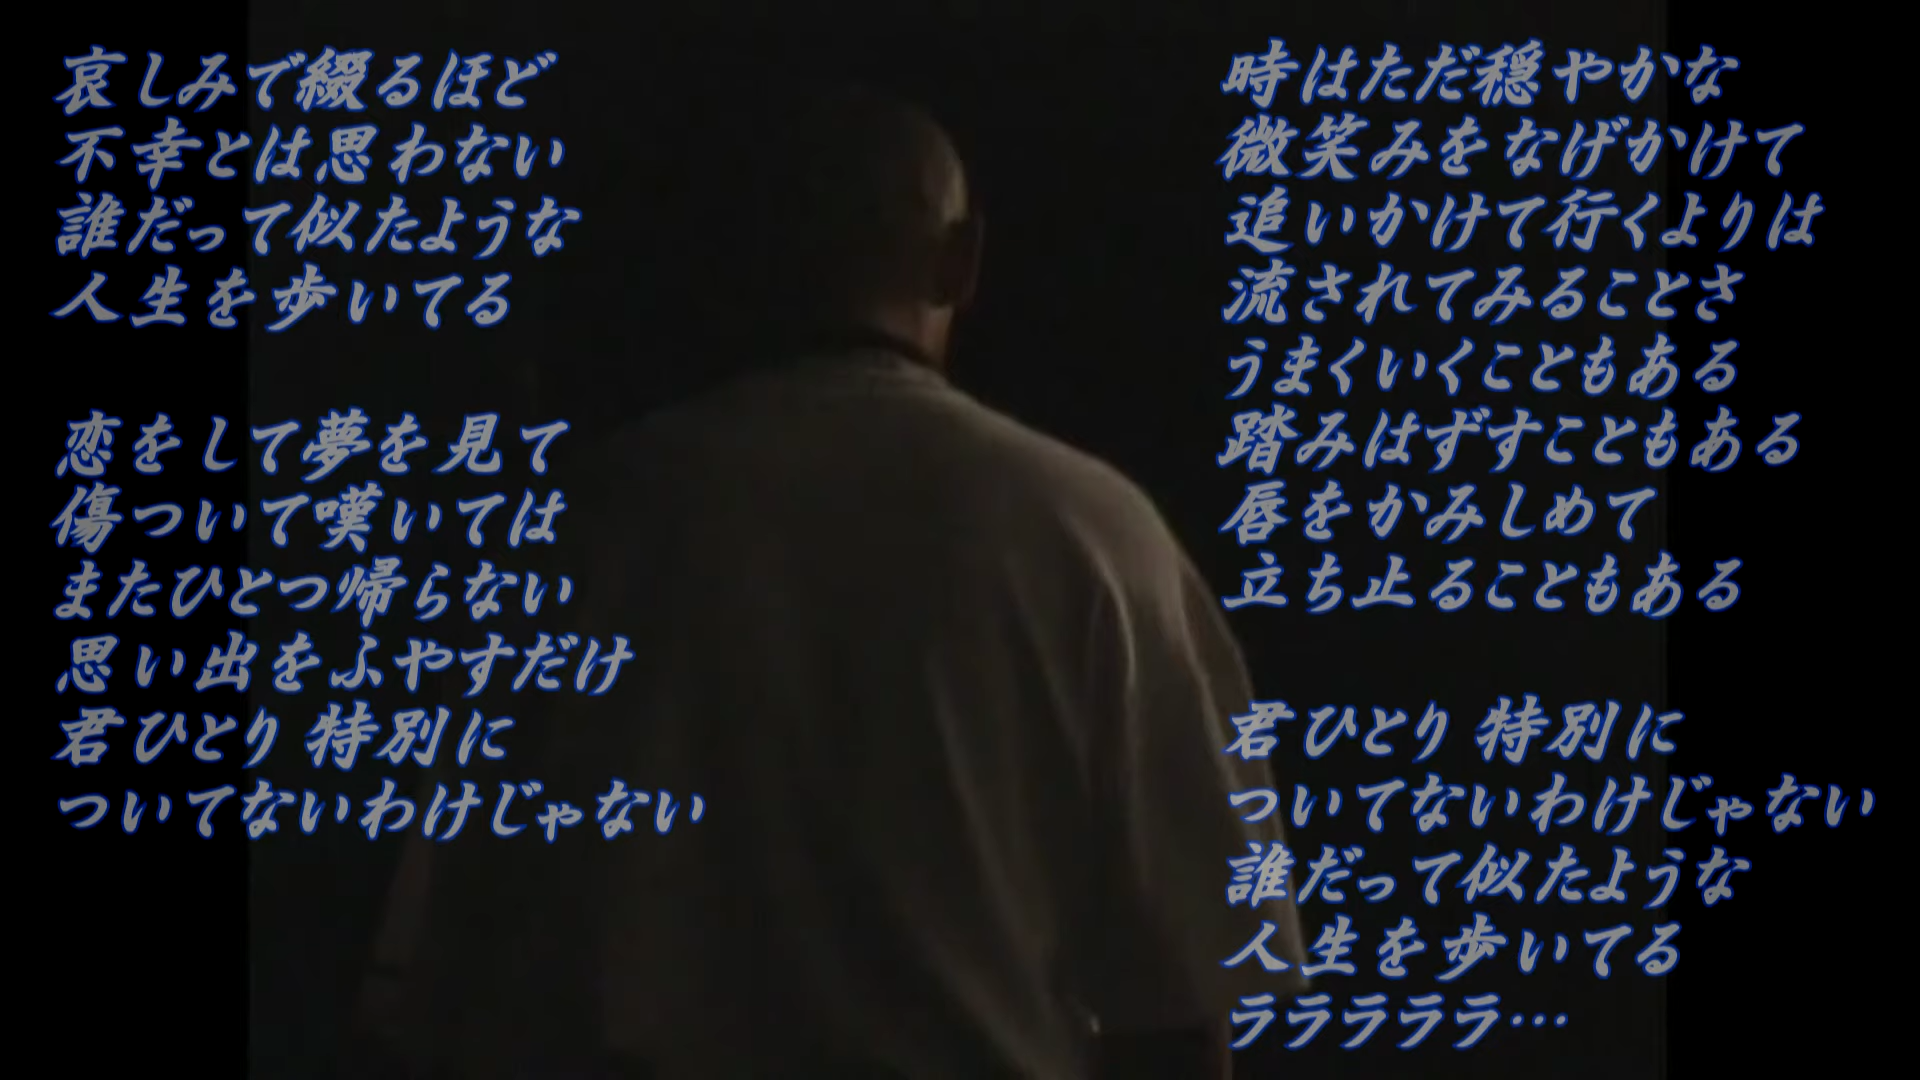 哀しみで綴るほど
不幸とは思わない
誰だって似たような
人生を歩いてる
恋をして夢を見て
傷ついて嘆いては
またひとつ帰らない
思い出をふやすだけ
君ひとり 特別に
ついてないわけじゃない
時はただ穏やかな
微笑みをなげかけて
追いかけて行くよりは
流されてみることさ
うまくいくこともある
踏みはずすこともある
唇をかみしめて
立ち止ることもある
君ひとり 特別に
ついてないわけじゃない
誰だって似たような
人生を歩いてる
ラララララ…